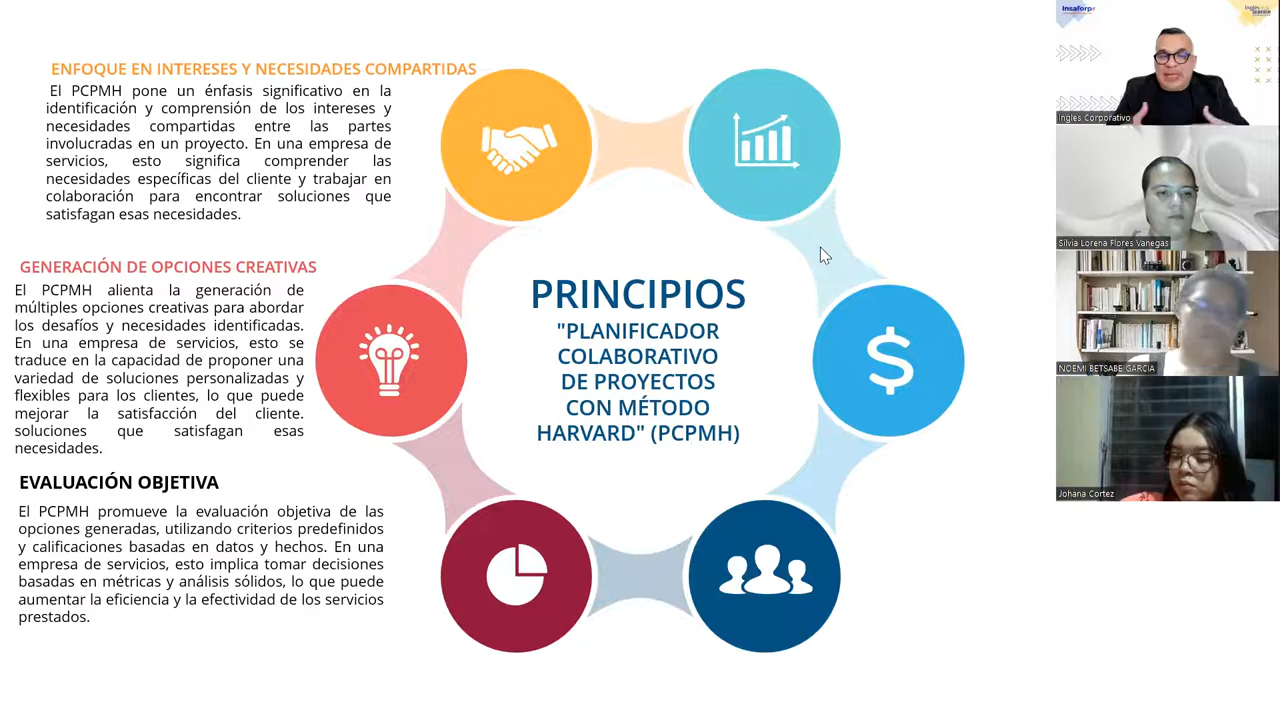 ENFOQUE EN INTERESES Y NECESIDADES COMPARTIDAS
El PCPMH pone un énfasis significativo en la
identificación y comprensión de los intereses y
necesidades compartidas entre las partes
involucradas en un proyecto. En una empresa de
servicios, esto significa comprender las
necesidades específicas del cliente y trabajar en
colaboración para encontrar soluciones que
satisfagan esas necesidades.
GENERACIÓN DE OPCIONES CREATIVAS
El PCPMH alienta la generación de
múltiples opciones creativas para abordar
los desafíos y necesidades identificadas.
En una empresa de servicios, esto se
traduce en la capacidad de proponer una
variedad de soluciones personalizadas y
flexibles para los clientes, lo que puede
mejorar la satisfacción del cliente.
soluciones que satisfagan esas
necesidades.
EVALUACIÓN OBJETIVA
El PCPMH promueve la evaluación objetiva de las
opciones generadas, utilizando criterios predefinidos
y calificaciones basadas en datos y hechos. En una
empresa de servicios, esto implica tomar decisiones
basadas en métricas y análisis sólidos, lo que puede
aumentar la eficiencia y la efectividad de los servicios
prestados.
PRINCIPIOS
"PLANIFICADOR
COLABORATIVO
DE PROYECTOS
CON MÉTODO
HARVARD" (PCPMH)
$
Insaforp
Ingles Corporativo
Silvia Lorena Flores Vanegas
NOEMI BETSABE GARCIA
Johana Cortez